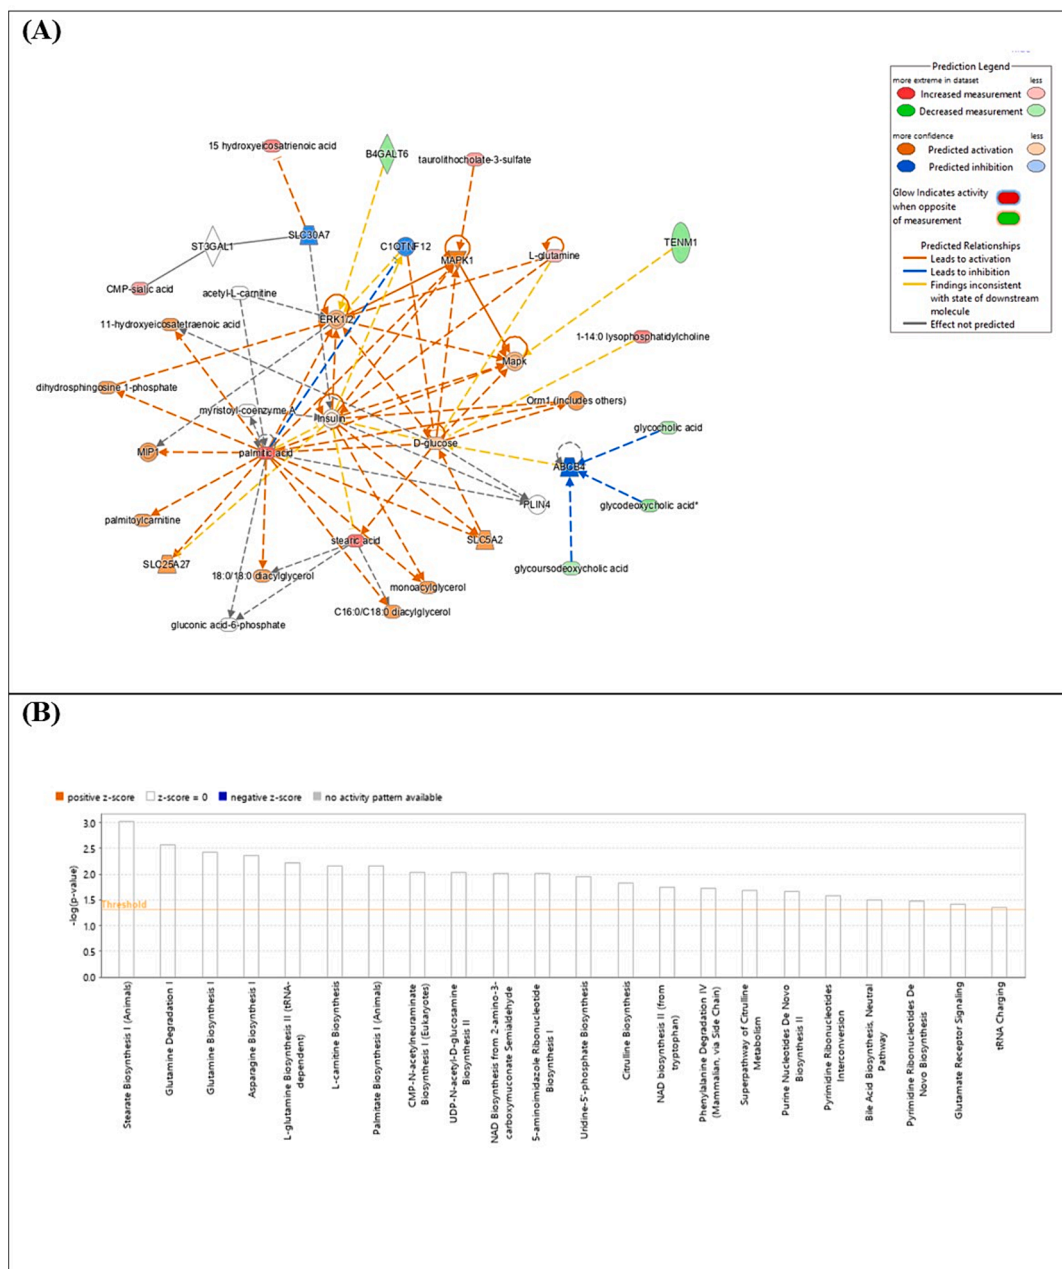 (A)
Prediction Legend
more extreme in dataset
less
Increased measurement
Decreased measurement
more confidence
less
Predicted activation
Predicted inhibition
Glow Indicates activity
when opposite
of measurement
Predicted Relationships
Leads to activation
Leads to inhibition
Findings inconsistent
with state of downstream
molecule
Effect not predicted
15 hydroxyeicosatrienoic acid
B4GALT6
taurolithocholate-3-sulfate
ST3GAL1
SLC30A7
C1QTNF12
MAPK1
L-glutamine
TENM1
CMP-sialic acid
acetyl-L-carnitine
11-hydroxyeicosatetraenoic acid
ERK1/2
1-14:0 lysophosphatidylcholine
Mapk
dihydrosphingosine 1-phosphate
myristoyl-coenzyme A
Insulin
Orm1 (includes others)
D-glucose
glycocholic acid
MIP1
palmitic acid
ABCB4
PLIN4
glycodeoxycholic acid*
palmitoylcarnitine
stearic acid
SLC5A2
SLC25A27
18:0/18:0 diacylglycerol
glycoursodeoxycholic acid
monoacylglycerol
C16:0/C18:0 diacylglycerol
gluconic acid-6-phosphate
(B)
positive z-score
z-score = 0
negative z-score
no activity pattern available
-log(p-value)
3.0
2.5
2.0
1.5
1.0
0.5
0.0
Threshold
Stearate Biosynthesis I (Animals)
Glutamine Degradation I
Glutamine Biosynthesis I
Asparagine Biosynthesis I
L-glutamine Biosynthesis II (tRNA-
dependent)
L-carnitine Biosynthesis
Palmitate Biosynthesis I (Animals)
CMP-N-acetylneuraminate
Biosynthesis I (Eukaryotes)
UDP-N-acetyl-D-glucosamine
Biosynthesis II
NAD Biosynthesis from 2-amino-3-
carboxymuconate Semialdehyde
5-aminoimidazole Ribonucleotide
Biosynthesis I
Uridine-5'-phosphate Biosynthesis
Citrulline Biosynthesis
NAD biosynthesis II (from
tryptophan)
Phenylalanine Degradation IV
(Mammalian, via Side Chain)
Superpathway of Citrulline
Metabolism
Purine Nucleotides De Novo
Biosynthesis II
Pyrimidine Ribonucleotides
Interconversion
Bile Acid Biosynthesis, Neutral
Pathway
Pyrimidine Ribonucleotides De
Novo Biosynthesis
Glutamate Receptor Signaling
tRNA Charging